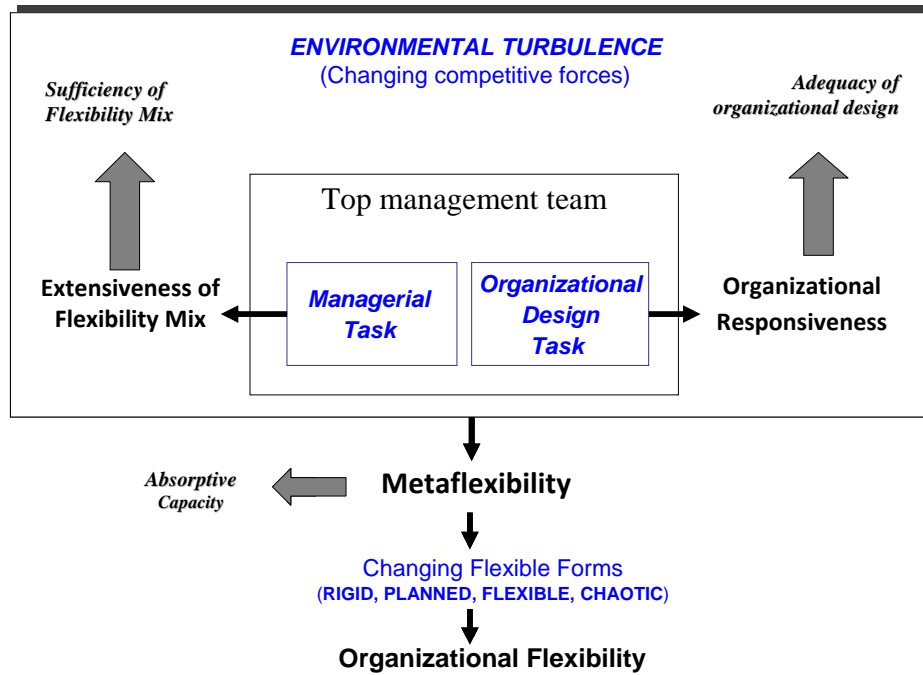 ENVIRONMENTAL TURBULENCE
(Changing competitive forces)
Sufficiency of
Flexibility Mix
Adequacy of
organizational design
Top management team
Extensiveness of
Flexibility Mix
Managerial
Task
Organizational
Design
Task
Organizational
Responsiveness
Absorptive
Capacity
Metaflexibility
Changing Flexible Forms
(RIGID, PLANNED, FLEXIBLE, CHAOTIC)
Organizational Flexibility